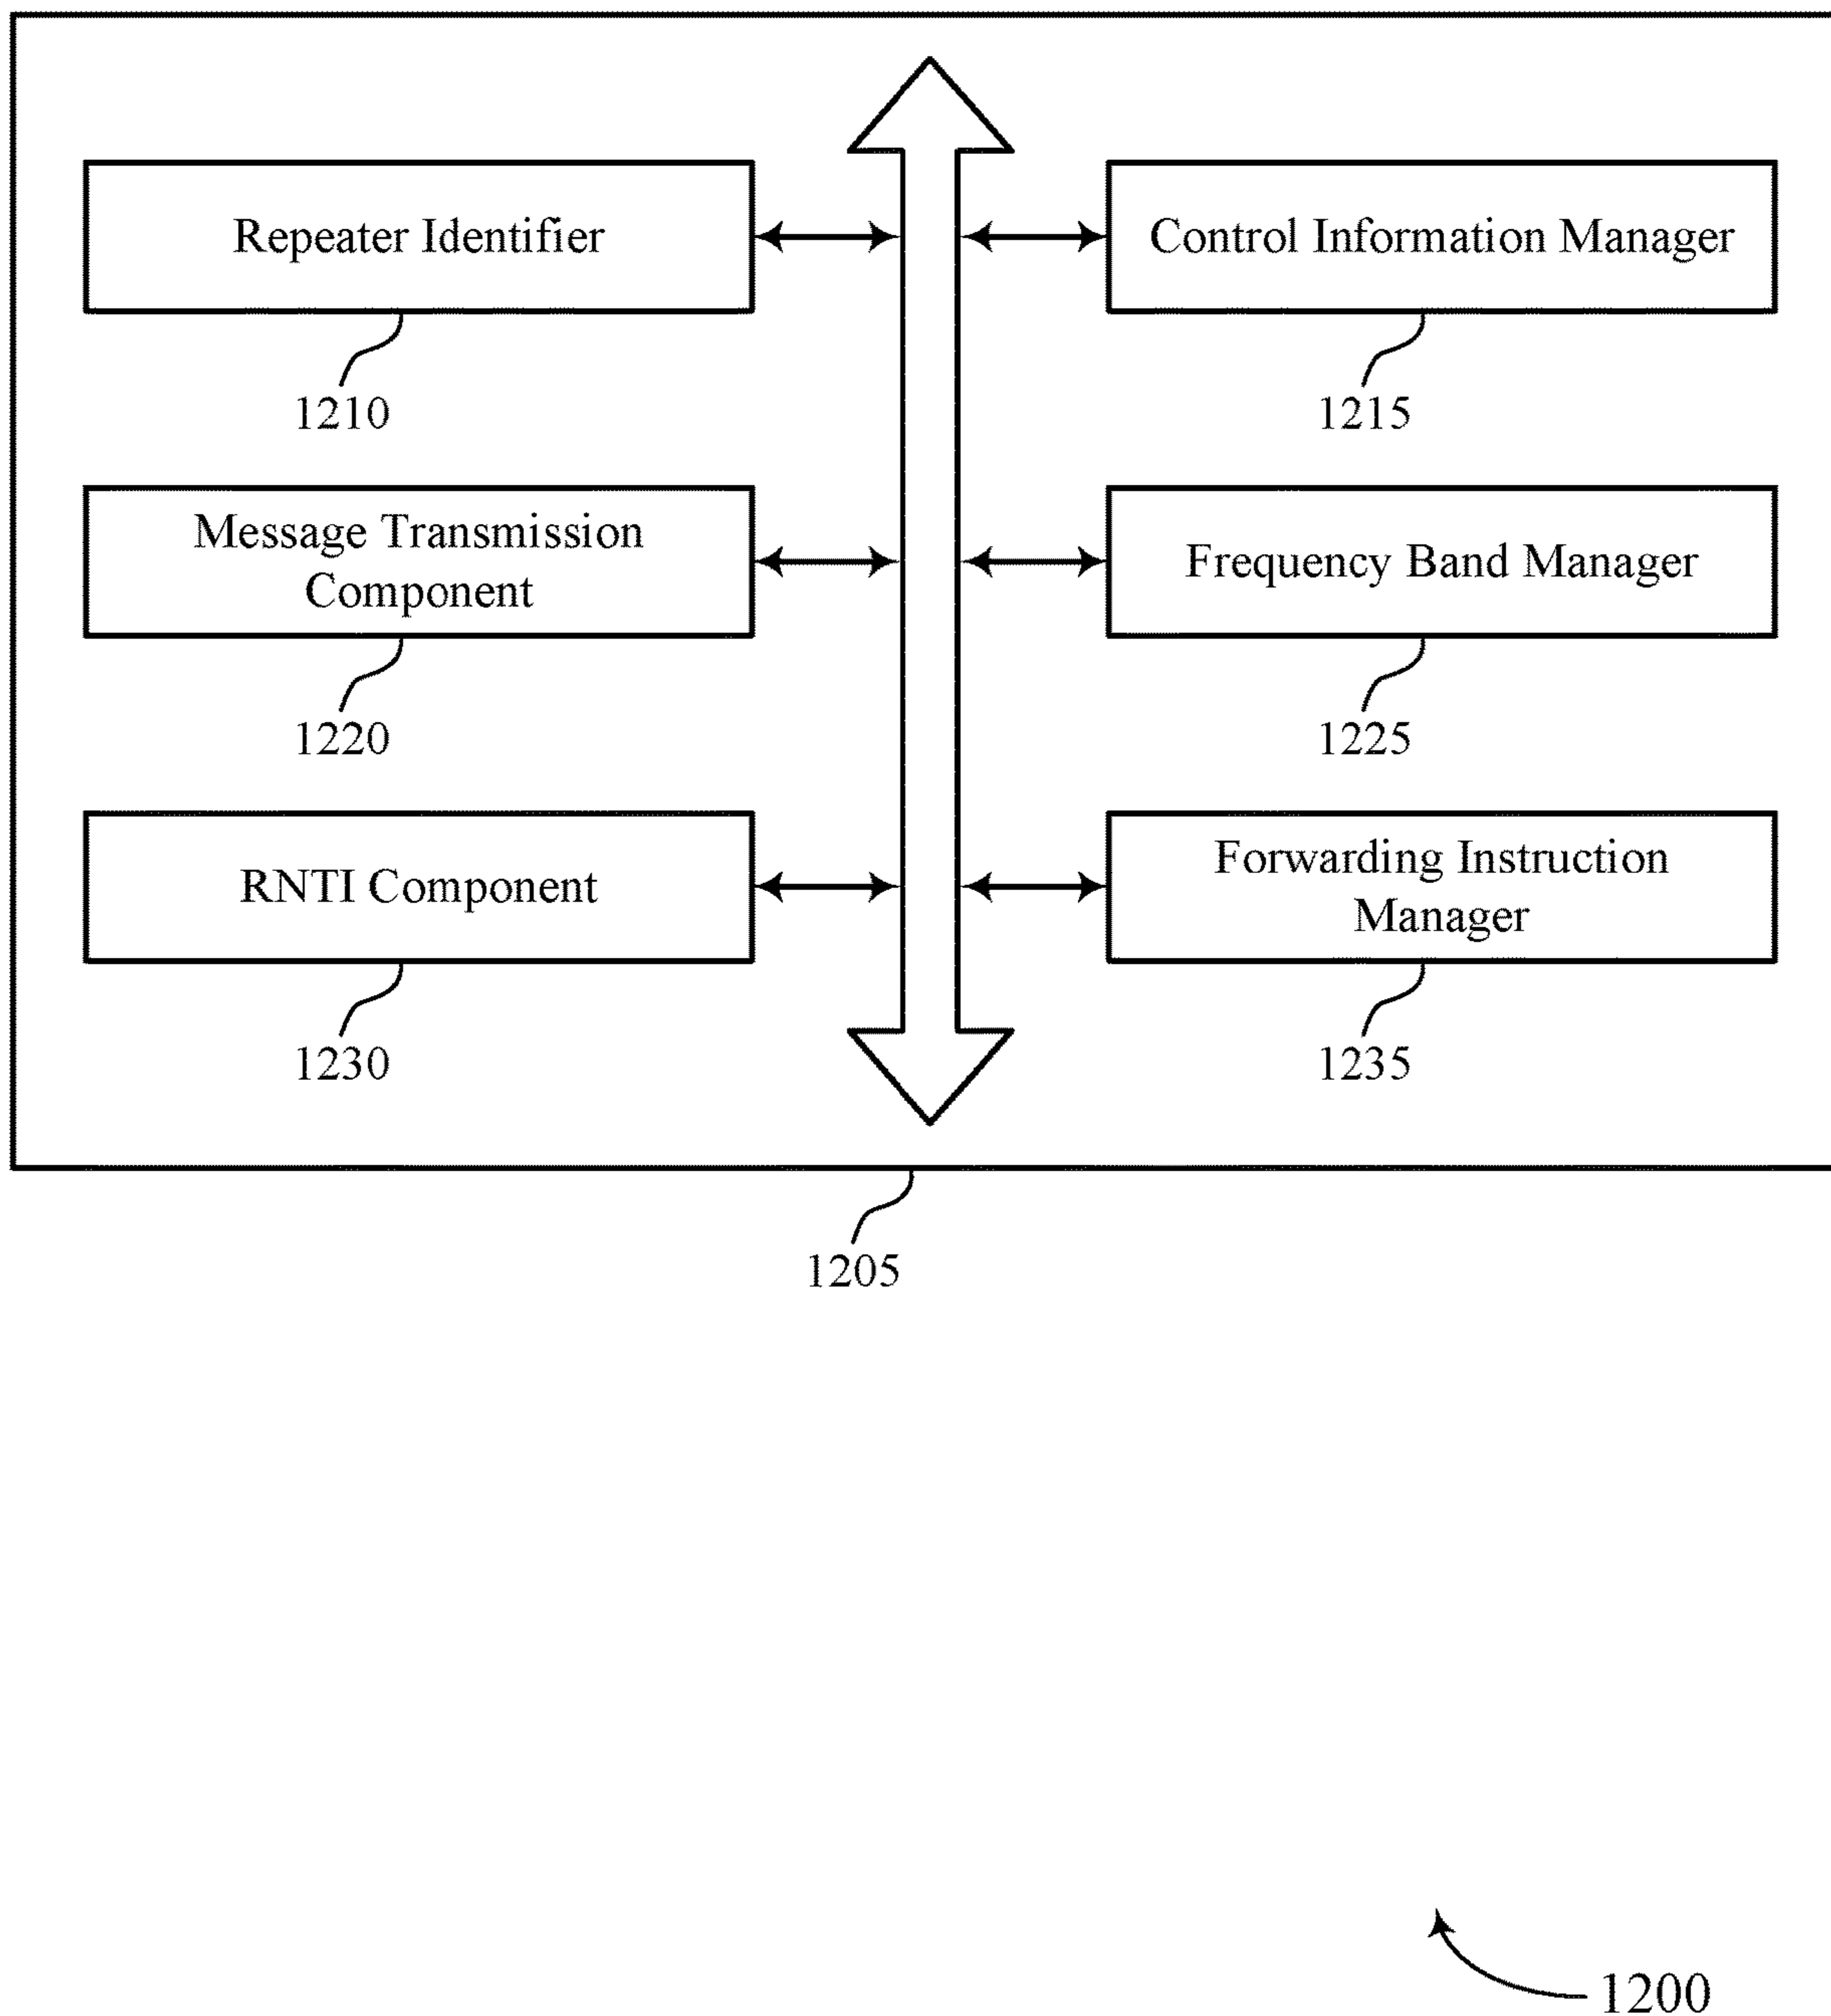 Repeater Identifier
1210
Control Information Manager
1215
Message Transmission
Component
1220
Frequency Band Manager
1225
RNTI Component
1230
Forwarding Instruction
Manager
1235
1205
1200